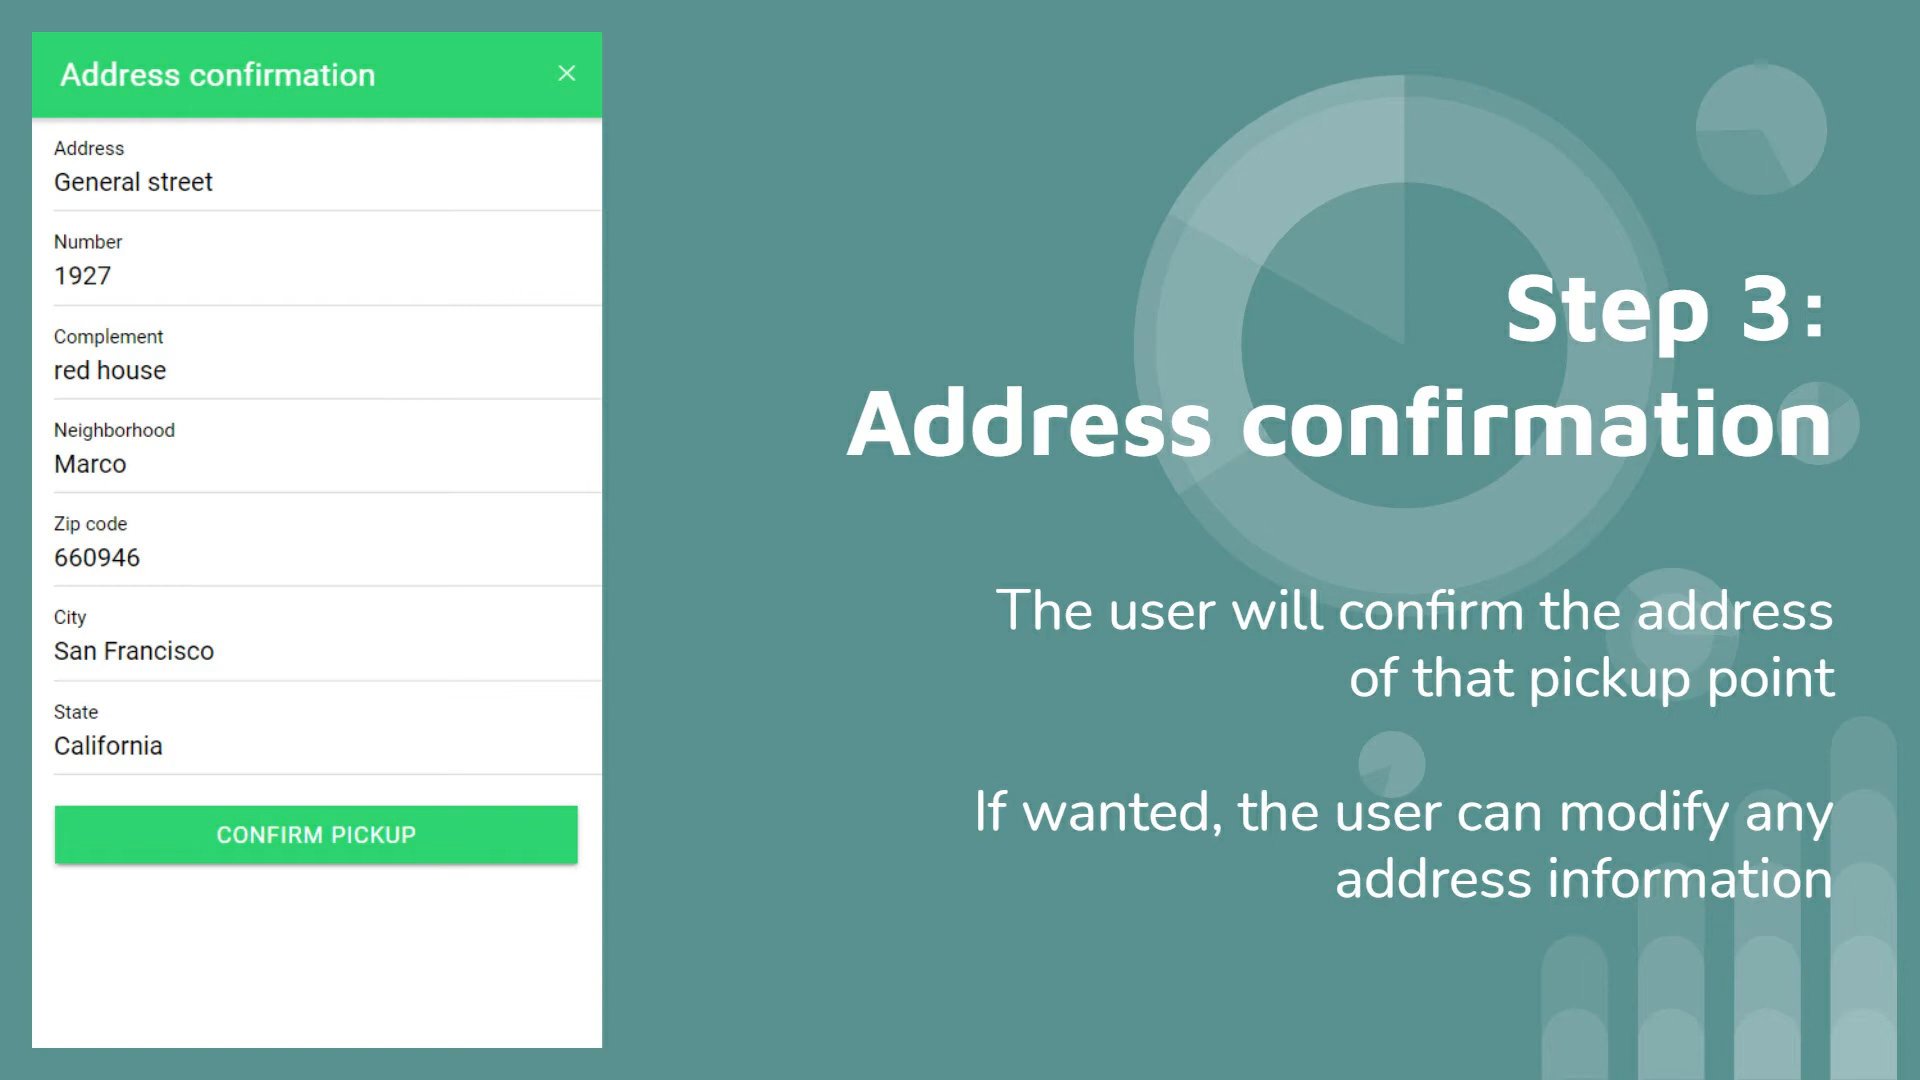 Address confirmation
Address
General street
Number
1927
Complement
red house
Neighborhood
Marco
Zip code
660946
City
San Francisco
State
California
CONFIRM PICKUP
Step 3:
Address confirmation
The user will confirm the address
of that pickup point
If wanted, the user can modify any
address information